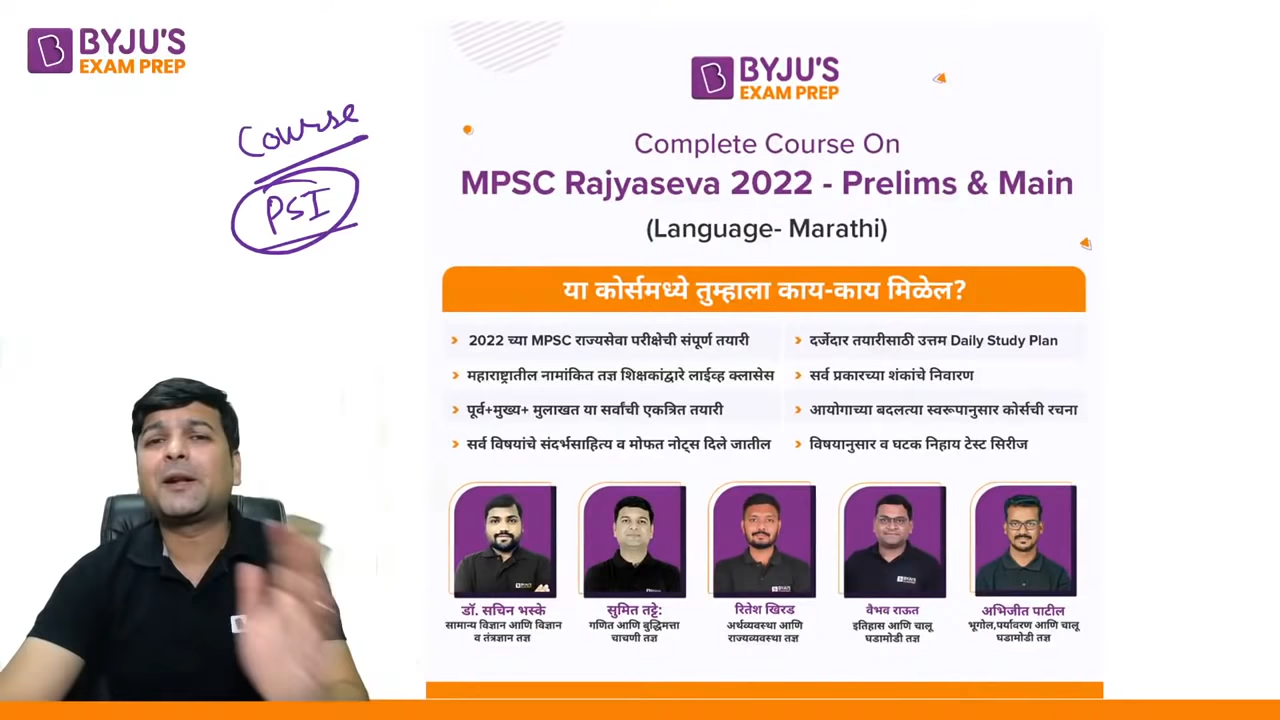 BYJU'S
EXAM PREP
Course
PSI
BYJU'S
EXAM PREP
Complete Course On
MPSC Rajyaseva 2022 - Prelims & Main
(Language- Marathi)
या कोर्समध्ये तुम्हाला काय-काय मिळेल?
2022 च्या MPSC राज्यसेवा परीक्षेची संपूर्ण तयारी
महाराष्ट्रातील नामांकित तज्ञ शिक्षकांद्वारे लाईव्ह क्लासेस
पूर्व+मुख्य+ मुलाखत या सर्वांची एकत्रित तयारी
सर्व विषयांचे संदर्भसाहित्य व मोफत नोट्स दिले जातील
दर्जेदार तयारीसाठी उत्तम Daily Study Plan
सर्व प्रकारच्या शंकांचे निवारण
आयोगाच्या बदलत्या स्वरूपानुसार कोर्सची रचना
विषयानुसार व घटक निहाय टेस्ट सिरीज
डॉ. सचिन भस्के
सामान्य विज्ञान आणि विज्ञान
व तंत्रज्ञान तज्ञ
सुमित तट्टे:
गणित आणि बुद्धिमत्ता
चाचणी तज्ञ
रितेश खिरड
अर्थव्यवस्था आणि
राज्यव्यवस्था तज्ञ
वैभव राऊत
इतिहास आणि चालू
घडामोडी तज्ञ
अभिजीत पाटील
भूगोल,पर्यावरण आणि चालू
घडामोडी तज्ञ